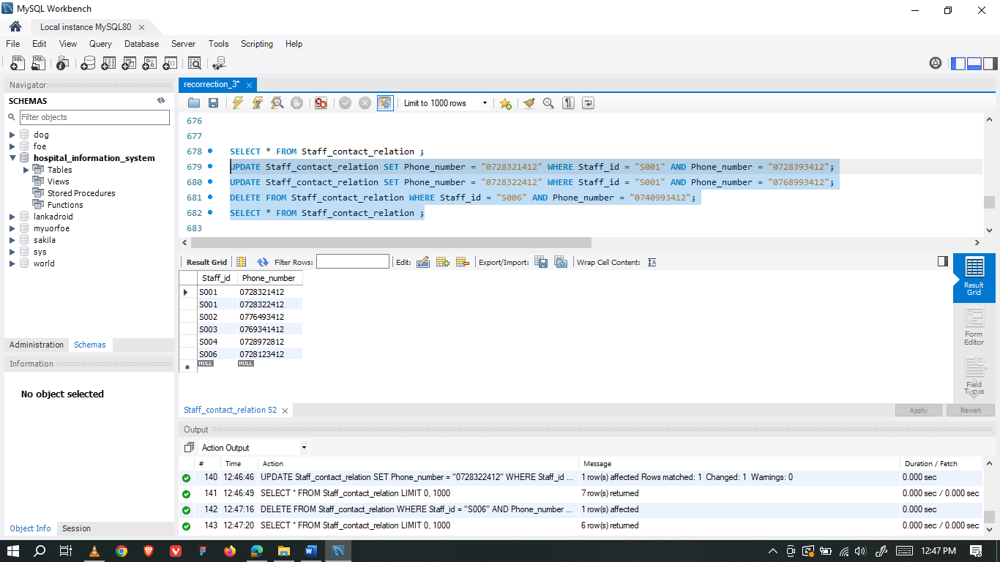 MySQL Workbench
Local instance MySQL80
File Edit View Query Database Server Tools Scripting Help
Navigator
SCHEMAS
Filter objects
dog
foe
hospital_information_system
Tables
Views
Stored Procedures
Functions
lankadroid
myuorfoe
sakila
sys
world
Administration Schemas
Information
No object selected
Object Info Session
recorrection_3*
Limit to 1000 rows
676
677
678 SELECT * FROM Staff_contact_relation ;
679 UPDATE Staff_contact_relation SET Phone_number = "0728321412" WHERE Staff_id = "S001" AND Phone_number = "0728393412";
680 UPDATE Staff_contact_relation SET Phone_number = "0728322412" WHERE Staff_id = "S001" AND Phone_number = "0768993412";
681 DELETE FROM Staff_contact_relation WHERE Staff_id = "S006" AND Phone_number = "0740993412";
682 SELECT * FROM Staff_contact_relation ;
683
Result Grid Filter Rows: Edit: Export/Import: Wrap Cell Content:
Staff_id Phone_number
S001 0728321412
S001 0728322412
S002 0776493412
S003 0769341412
S004 0728972812
S006 0728123412
NULL NULL
Result Grid
Form Editor
Field Types
Staff_contact_relation 52
Apply Revert
Output
Action Output
# Time Action Message Duration / Fetch
140 12:46:46 UPDATE Staff_contact_relation SET Phone_number = "0728322412" WHERE Staff_id ... 1 row(s) affected Rows matched: 1 Changed: 1 Warnings: 0 0.000 sec
141 12:46:49 SELECT * FROM Staff_contact_relation LIMIT 0, 1000 7 row(s) returned 0.000 sec / 0.000 sec
142 12:47:16 DELETE FROM Staff_contact_relation WHERE Staff_id = "S006" AND Phone_number ... 1 row(s) affected 0.000 sec
143 12:47:20 SELECT * FROM Staff_contact_relation LIMIT 0, 1000 6 row(s) returned 0.000 sec / 0.000 sec
12:47 PM